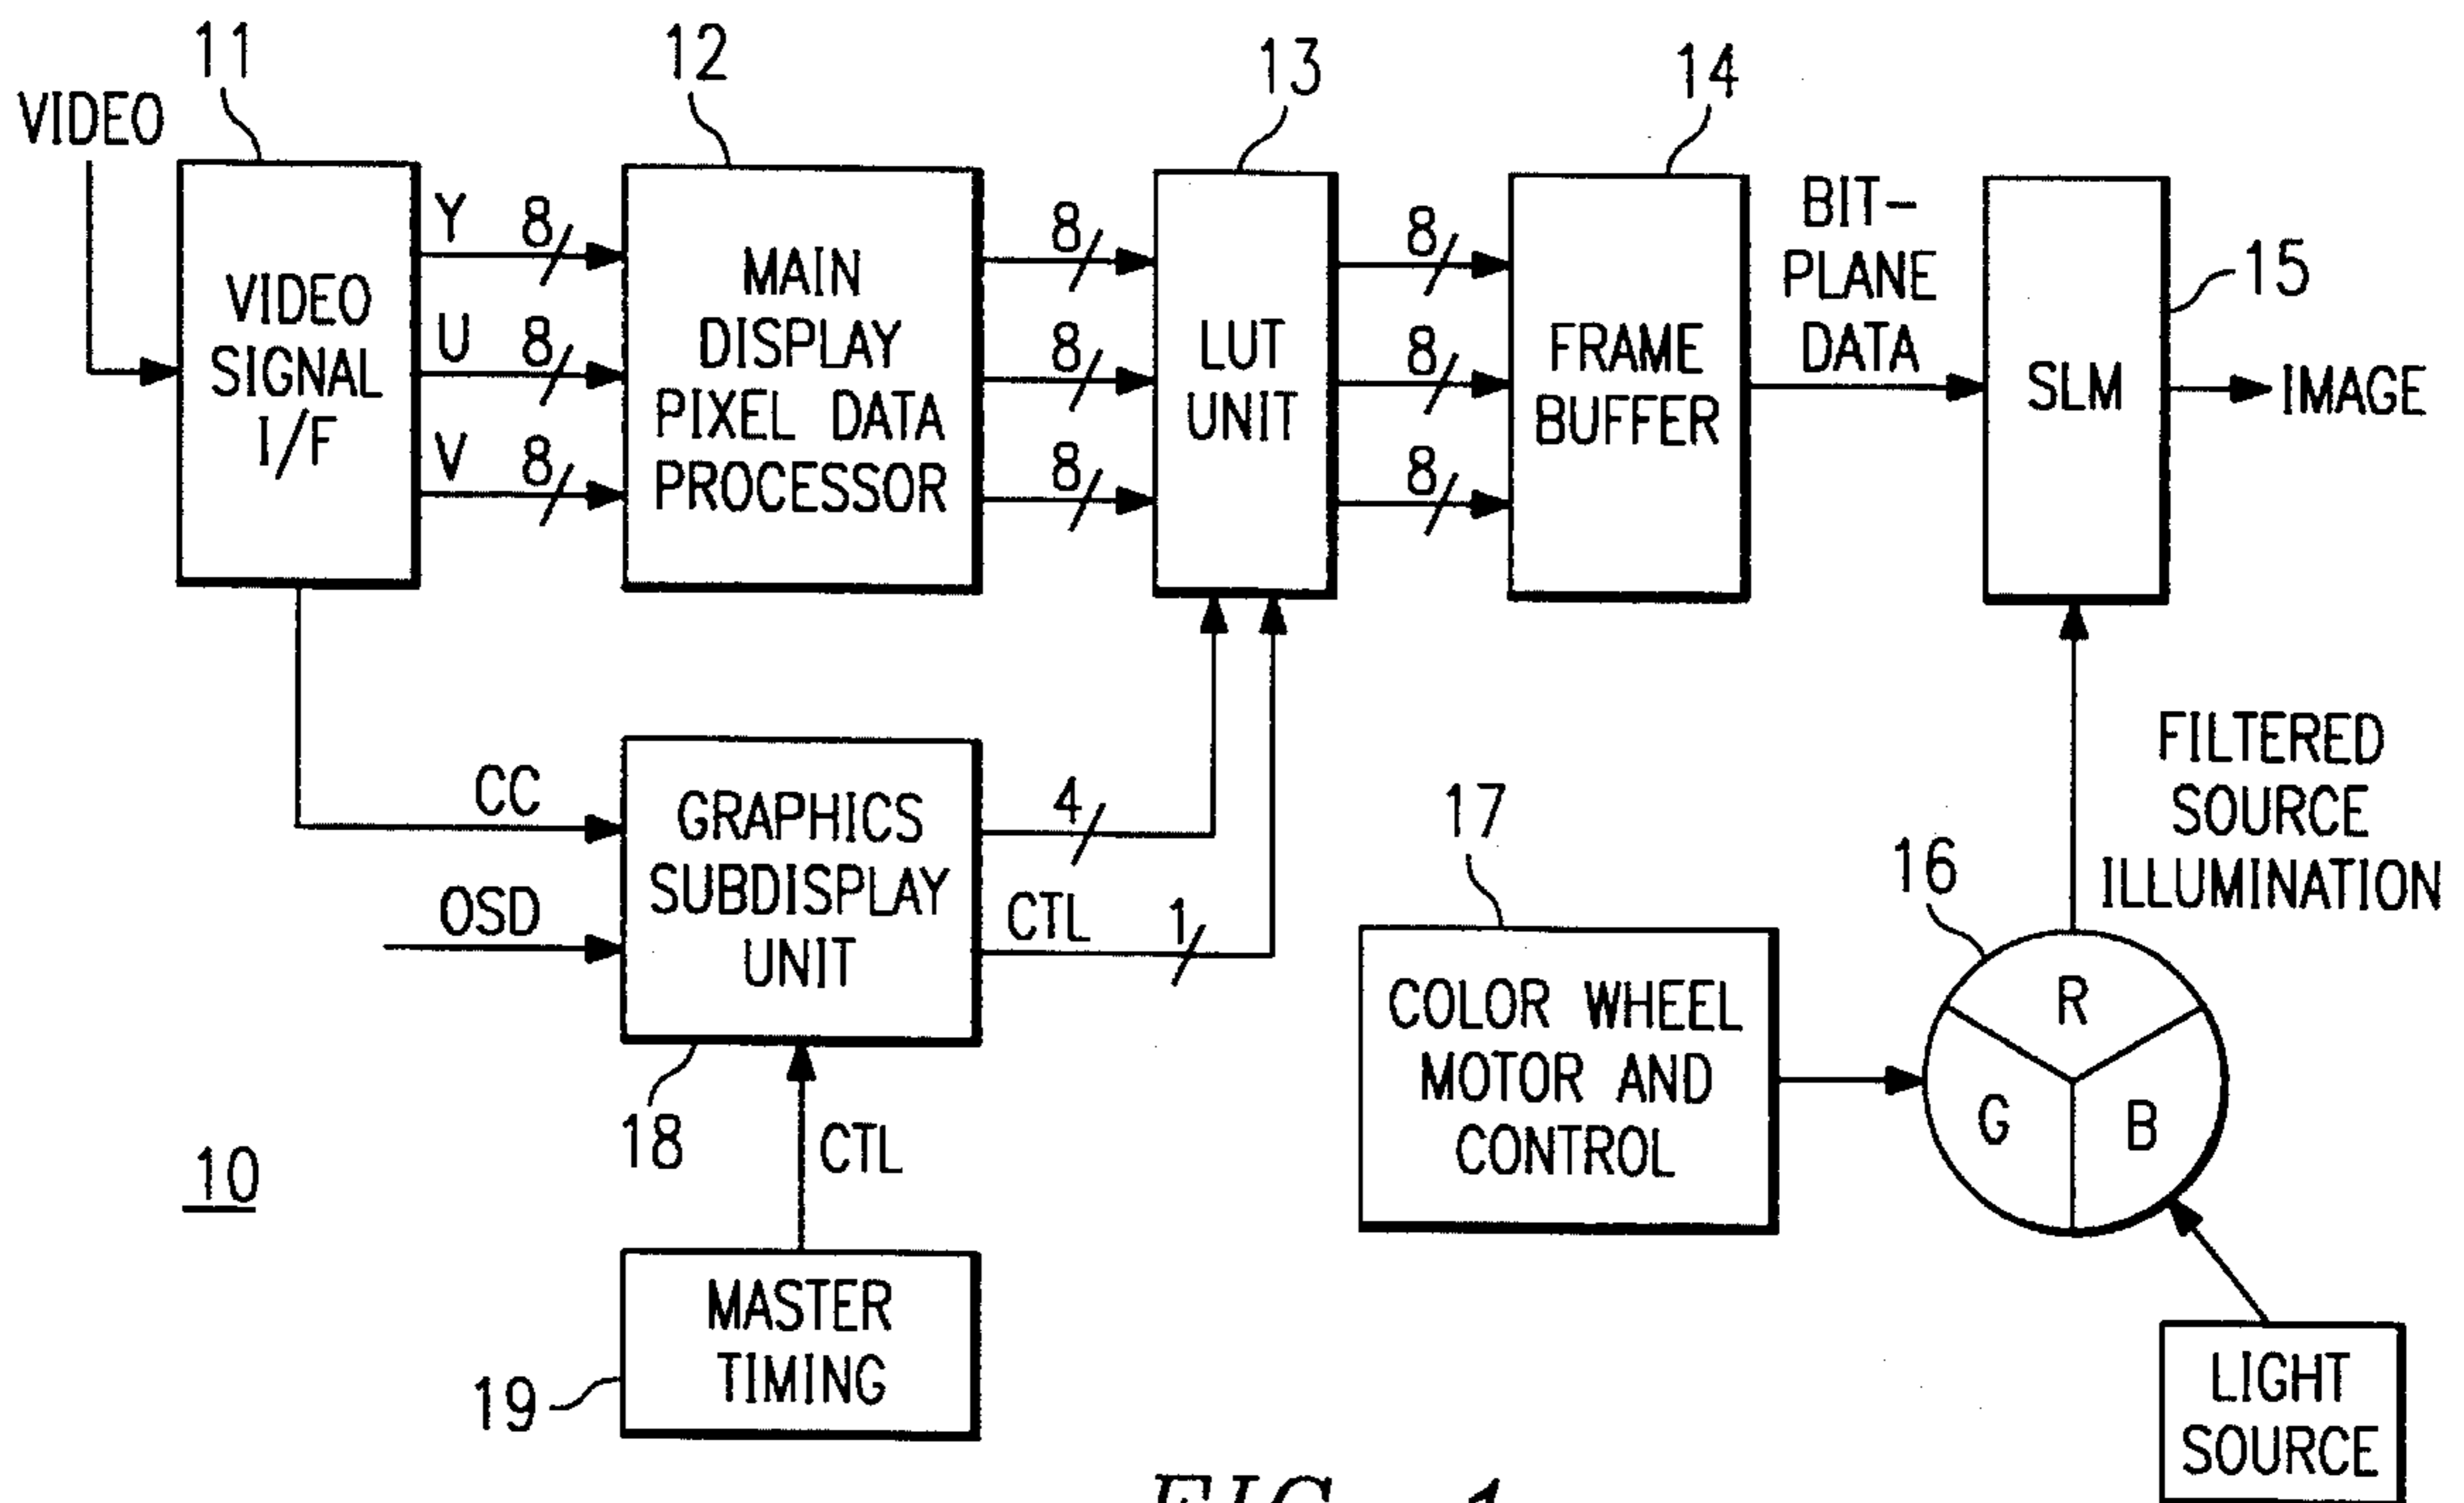 11
12
13
14
VIDEO
VIDEO
SIGNAL
I/F
Y 8
U 8
V 8
MAIN
DISPLAY
PIXEL DATA
PROCESSOR
8
8
8
LUT
UNIT
8
8
8
FRAME
BUFFER
BIT-
PLANE
DATA
SLM
15
IMAGE
CC
OSD
GRAPHICS
SUBDISPLAY
UNIT
4
CTL 1
18
CTL
10
MASTER
TIMING
19
17
COLOR WHEEL
MOTOR AND
CONTROL
FILTERED
SOURCE
ILLUMINATION
16
R
G
B
LIGHT
SOURCE
FIG. 1